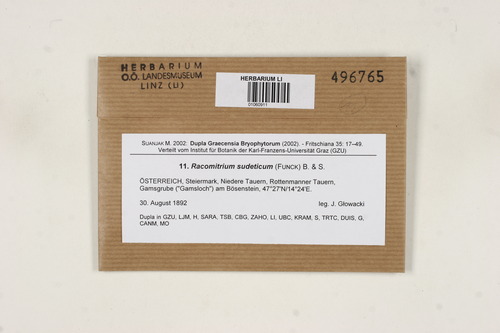 HERBARIUM
O.Ö. LANDESMUSEUM
LINZ (LI)
HERBARIUM LI
01060911
496765
SUANJAK M. 2002: Dupla Graecensia Bryophytorum (2002). - Fritschiana 35: 17–49.
Verteilt vom Institut für Botanik der Karl-Franzens-Universität Graz (GZU)
11. Racomitrium sudeticum (FUNCK) B. & S.
ÖSTERREICH, Steiermark, Niedere Tauern, Rottenmanner Tauern,
Gamsgrube ("Gamsloch") am Bösenstein, 47°27'N/14°24'E.
30. August 1892 leg. J. Głowacki
Dupla in GZU, LJM, H, SARA, TSB, CBG, ZAHO, LI, UBC, KRAM, S, TRTC, DUIS, G,
CANM, MO